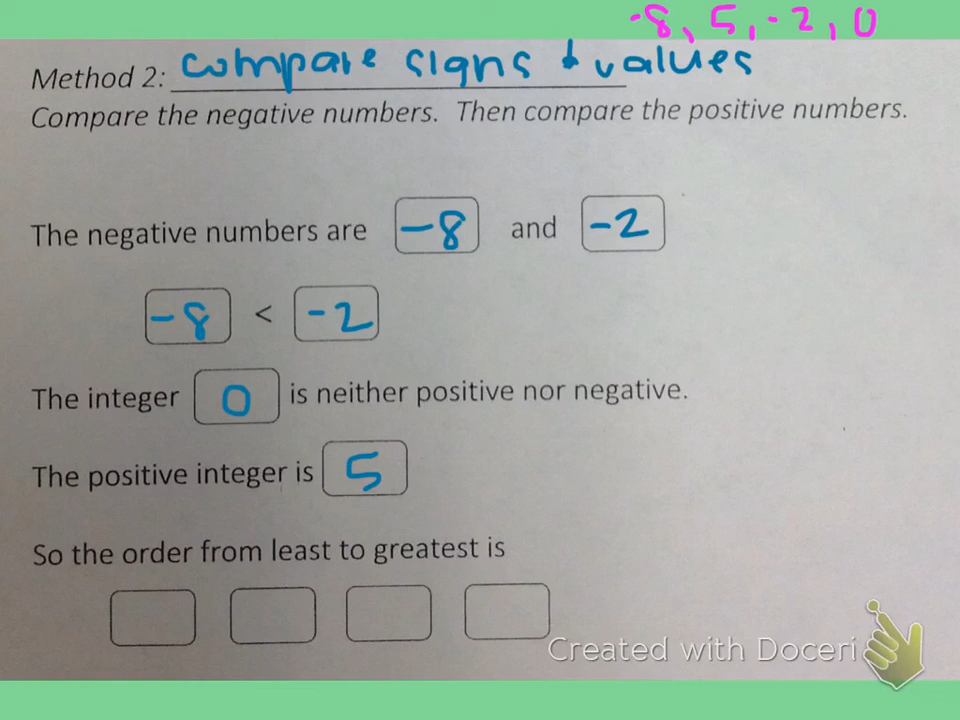 -8, 5, -2, 0
Method 2: compare signs & values
Compare the negative numbers. Then compare the positive numbers.
The negative numbers are -8 and -2
-8 < -2
The integer 0 is neither positive nor negative.
The positive integer is 5
So the order from least to greatest is
Created with Doceri